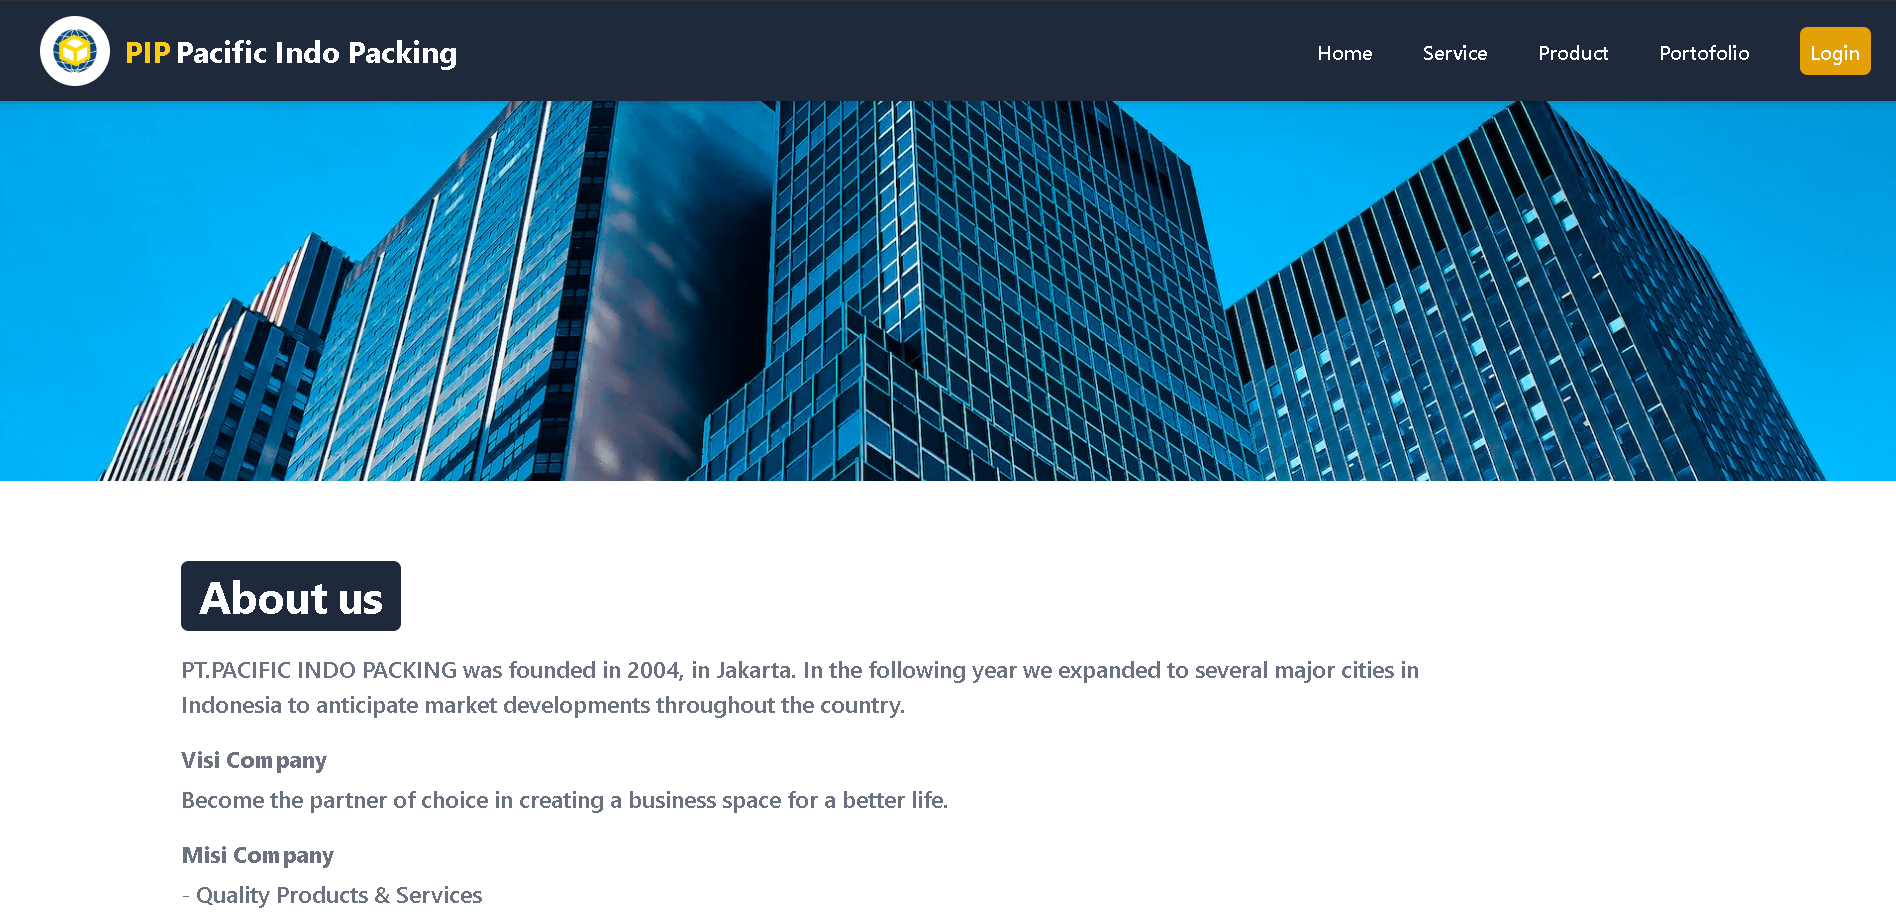 PIP Pacific Indo Packing
Home Service Product Portofolio Login
About us
PT.PACIFIC INDO PACKING was founded in 2004, in Jakarta. In the following year we expanded to several major cities in
Indonesia to anticipate market developments throughout the country.
Visi Company
Become the partner of choice in creating a business space for a better life.
Misi Company
- Quality Products & Services